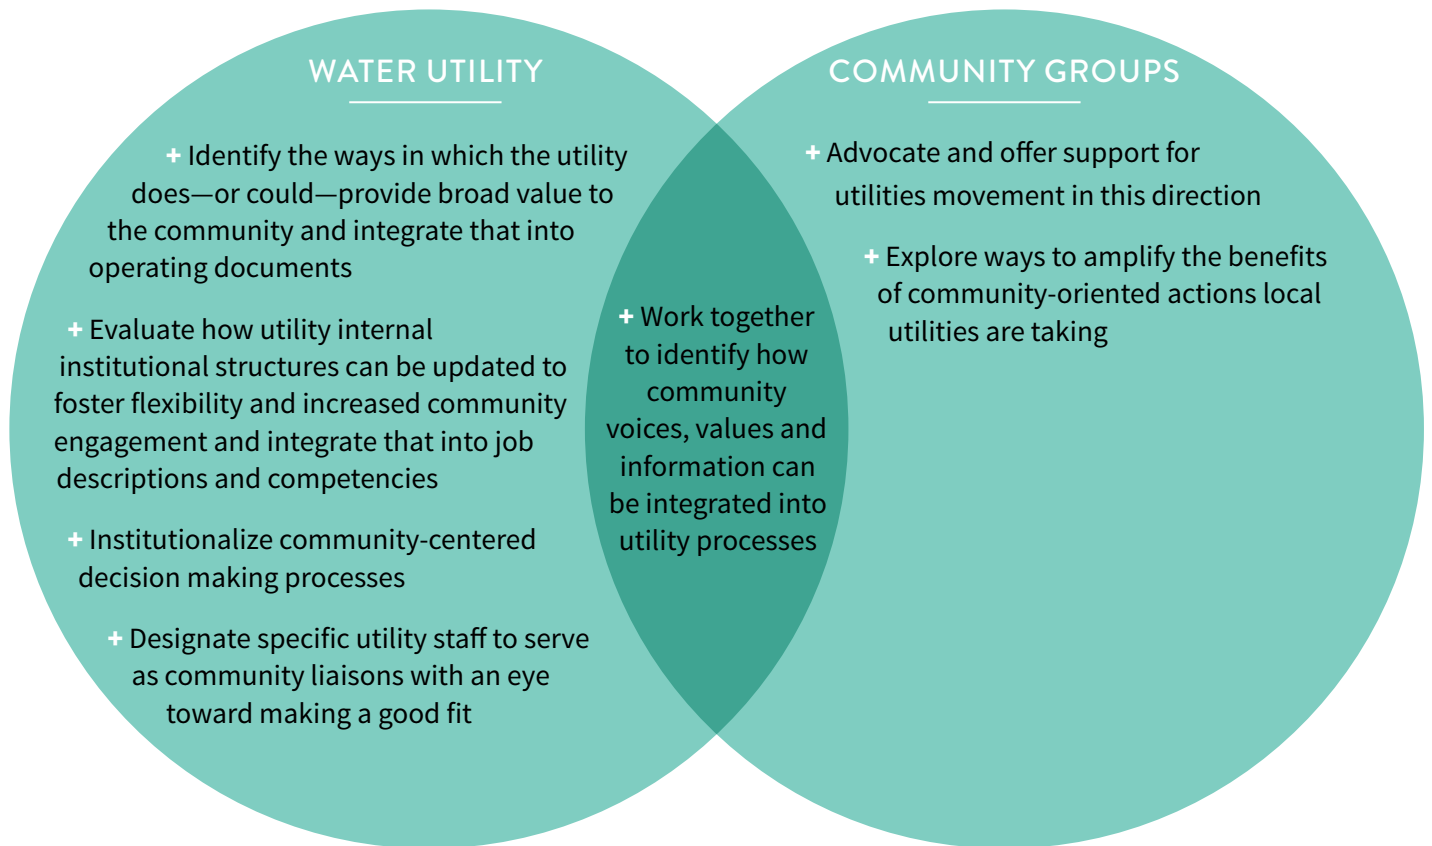 WATER UTILITY
+ Identify the ways in which the utility
does—or could—provide broad value to
the community and integrate that into
operating documents
+ Evaluate how utility internal
institutional structures can be updated to
foster flexibility and increased community
engagement and integrate that into job
descriptions and competencies
+ Institutionalize community-centered
decision making processes
+ Designate specific utility staff to serve
as community liaisons with an eye
toward making a good fit
+ Work together
to identify how
community
voices, values and
information can
be integrated into
utility processes
COMMUNITY GROUPS
+ Advocate and offer support for
utilities movement in this direction
+ Explore ways to amplify the benefits
of community-oriented actions local
utilities are taking